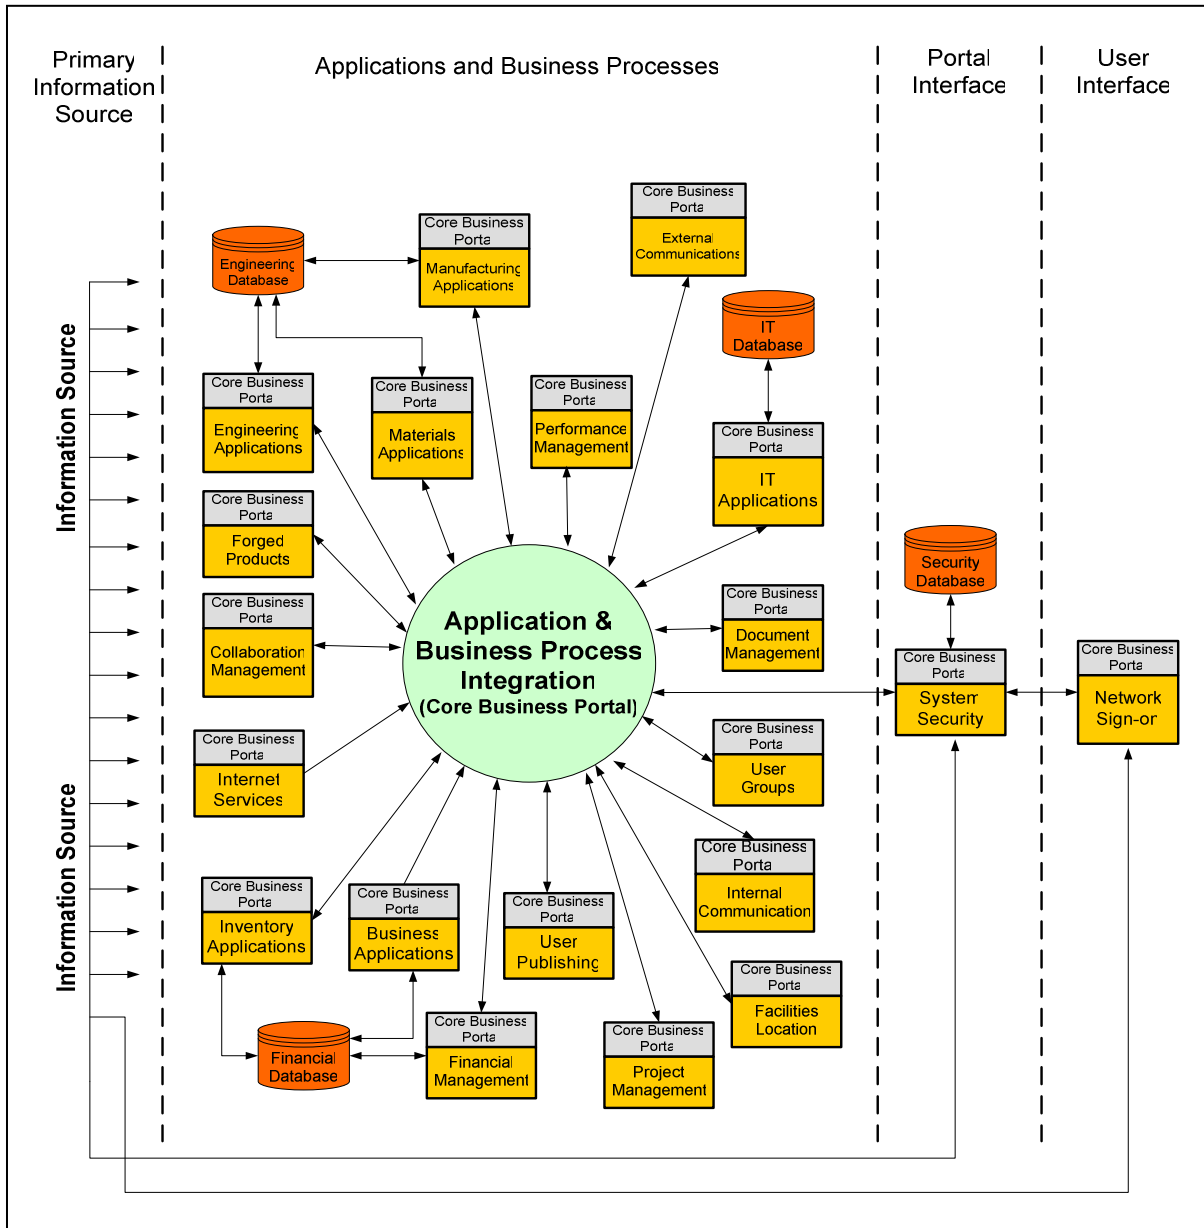 Primary
Information
Source
Applications and Business Processes
Portal
Interface
User
Interface
Information Source
Information Source
Engineering
Database
Core Business
Porta
Manufacturing
Applications
Core Business
Porta
External
Communications
IT
Database
Core Business
Porta
Engineering
Applications
Core Business
Porta
Materials
Applications
Core Business
Porta
Performance
Management
Core Business
Porta
IT
Applications
Core Business
Porta
Forged
Products
Security
Database
Core Business
Porta
Collaboration
Management
Application &
Business Process
Integration
(Core Business Portal)
Core Business
Porta
Document
Management
Core Business
Porta
System
Security
Core Business
Porta
Network
Sign-on
Core Business
Porta
Internet
Services
Core Business
Porta
User
Groups
Core Business
Porta
Internal
Communication
Core Business
Porta
Inventory
Applications
Core Business
Porta
Business
Applications
Core Business
Porta
User
Publishing
Core Business
Porta
Facilities
Location
Financial
Database
Core Business
Porta
Financial
Management
Core Business
Porta
Project
Management